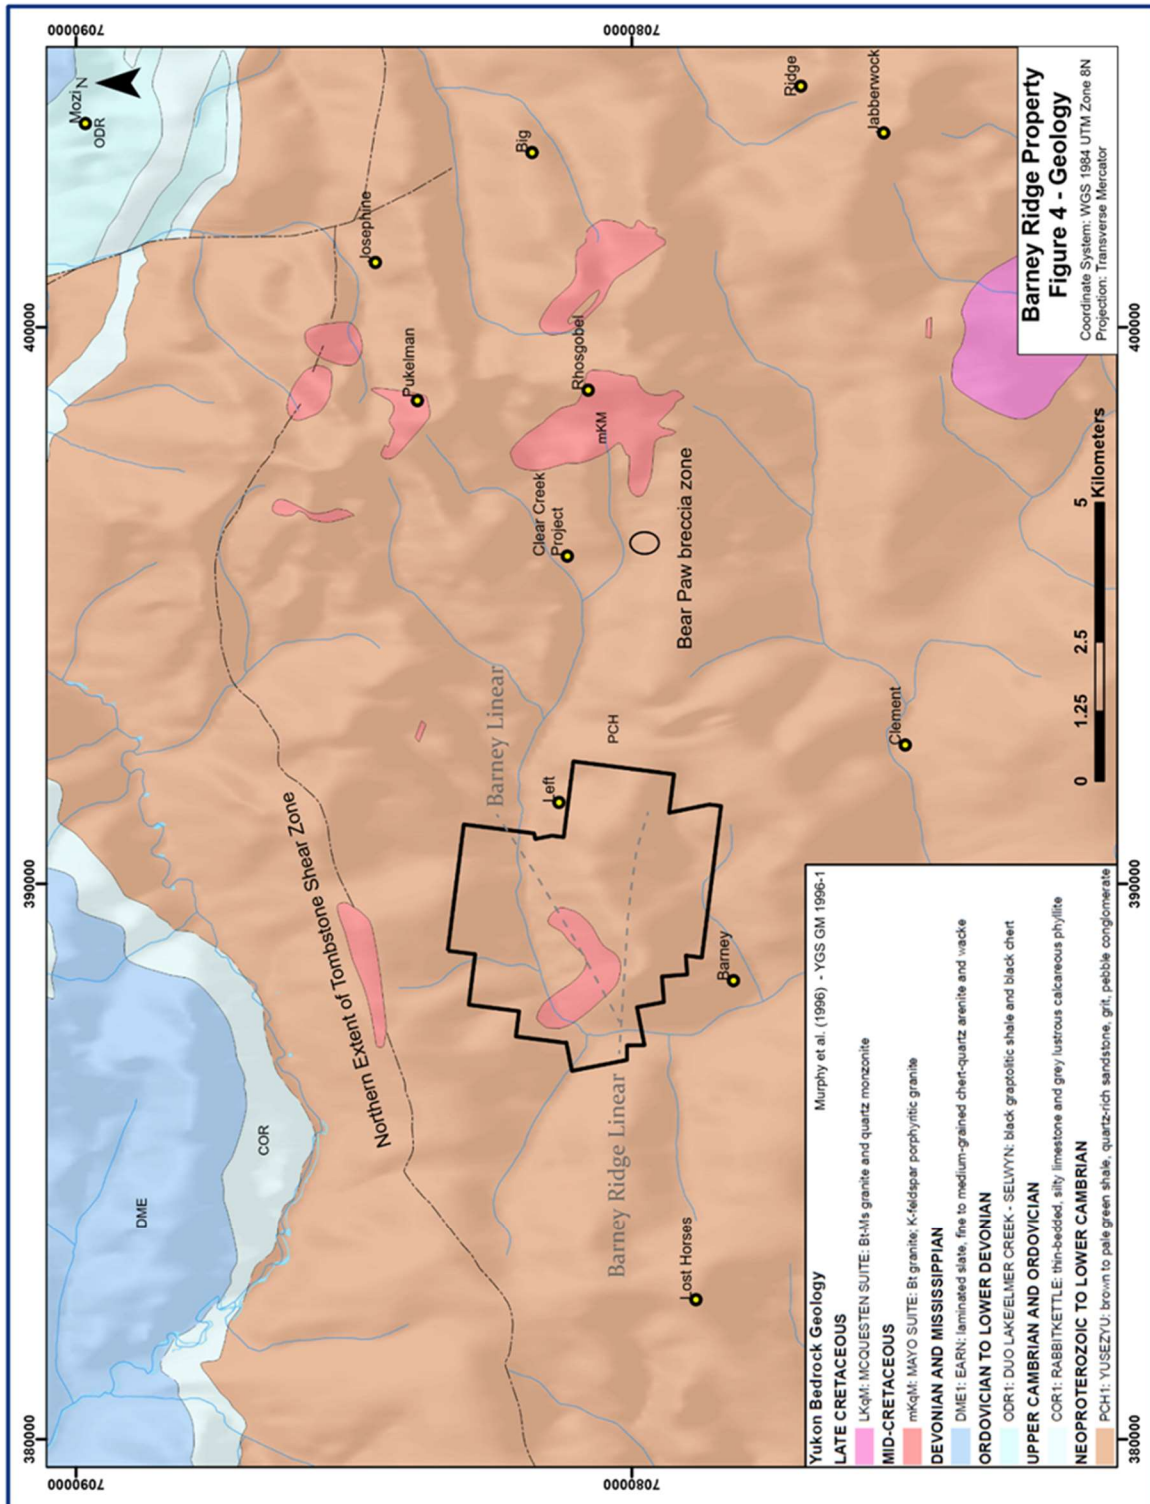 380000
390000
400000
7090000
7090000
7080000
7080000
Mozi
N
ODR
Josephine
Big
Ridge
Jabberwock
Pukelman
Rhosgobel
mKM
Clear Creek
Project
Bear Paw breccia zone
DME
COR
Northern Extent of Tombstone Shear Zone
Barney Linear
Left
PCH
Barney Ridge Linear
Barney
Clement
Lost Horses
380000
390000
400000
Yukon Bedrock Geology
Murphy et al. (1996) - YGS GM 1996-1
LATE CRETACEOUS
LKqM: MCQUESTEN SUITE: Bt-Ms granite and quartz monzonite
MID-CRETACEOUS
mKqM: MAYO SUITE: Bt granite; K-feldspar porphyritic granite
DEVONIAN AND MISSISSIPPIAN
DME1: EARN: laminated slate, fine to medium-grained chert-quartz arenite and wacke
ORDOVICIAN TO LOWER DEVONIAN
ODR1: DUO LAKE/ELMER CREEK - SELWYN: black graptolitic shale and black chert
UPPER CAMBRIAN AND ORDOVICIAN
COR1: RABBITKETTLE: thin-bedded, silty limestone and grey lustrous calcareous phyllite
NEOPROTEROZOIC TO LOWER CAMBRIAN
PCH1: YUSEZYU: brown to pale green shale, quartz-rich sandstone, grit, pebble conglomerate
0 1.25 2.5 5
Kilometers
Barney Ridge Property
Figure 4 - Geology
Coordinate System: WGS 1984 UTM Zone 8N
Projection: Transverse Mercator